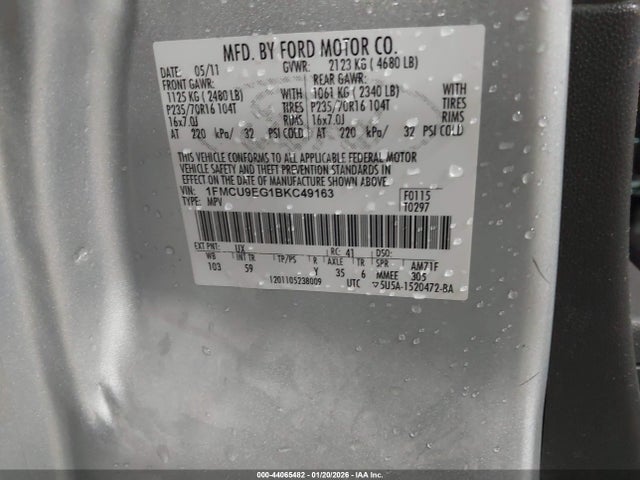 MFD. BY FORD MOTOR CO.
DATE: 05/11 GVWR: 2123 KG ( 4680 LB)
FRONT GAWR: REAR GAWR:
1125 KG ( 2480 LB) WITH 1061 KG ( 2340 LB) WITH
P235/70R16 104T TIRES P235/70R16 104T TIRES
16x7.0J RIMS 16x7.0J RIMS
AT 220 kPa/ 32 PSI COLD AT 220 kPa/ 32 PSI COLD
THIS VEHICLE CONFORMS TO ALL APPLICABLE FEDERAL MOTOR
VEHICLE SAFETY AND THEFT PREVENTION STANDARDS IN
EFFECT ON THE DATE OF MANUFACTURE SHOWN ABOVE.
VIN: 1FMCU9EG1BKC49163 F0115
TYPE: MPV T0297
EXT PNT: UX RC: 41 DSO:
WB INT TR TP/PS R AXLE TR SPR AM71F
103 59 Y 35 6 MMEE 305
1201105238009 UTC ▽5U5A-1520472-BA
000-44065482 - 01/20/2026 - IAA Inc.